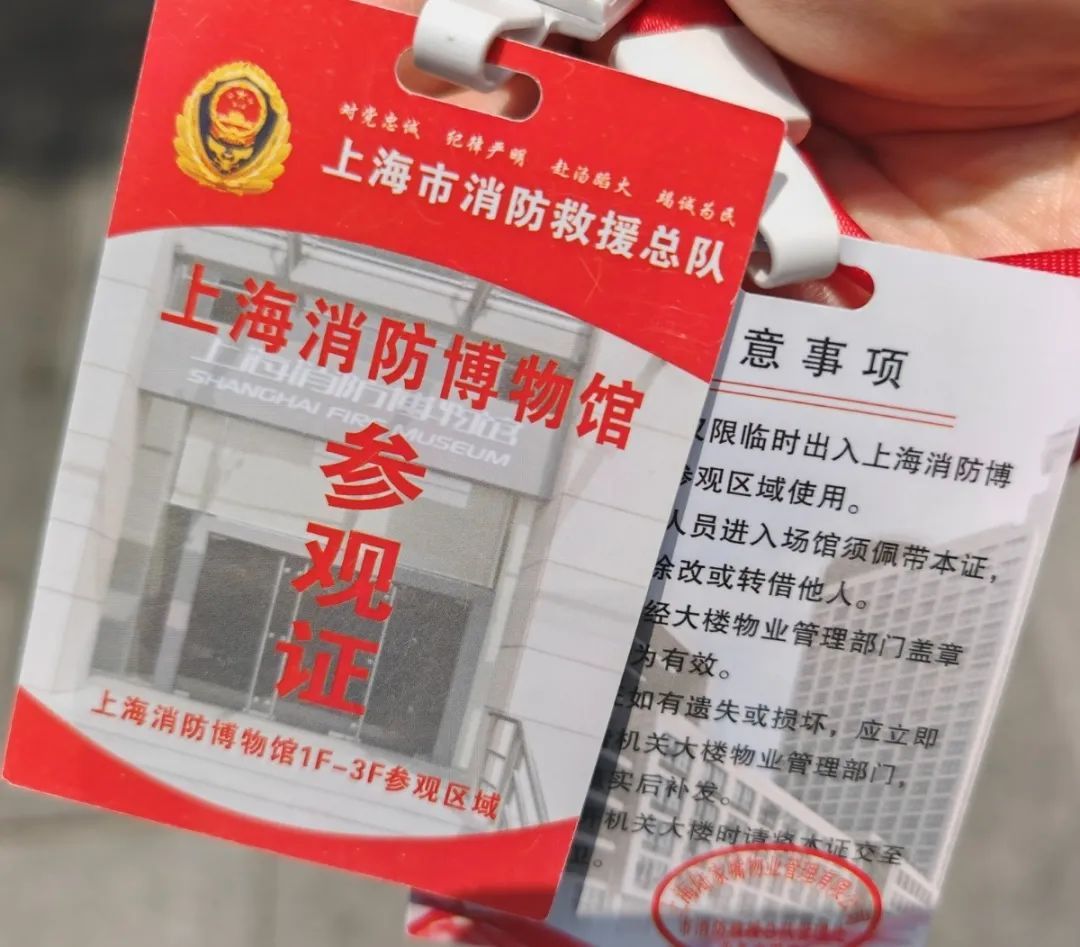 对党忠诚 纪律严明 赴汤蹈火 竭诚为民
上海市消防救援总队
上海消防博物馆
SHANGHAI FIRE MUSEUM
上海消防博物馆
参
观
证
上海消防博物馆1F-3F参观区域
意事项
仅限临时出入上海消防博
参观区域使用。
人员进入场馆须佩带本证，
涂改或转借他人。
经大楼物业管理部门盖章
为有效。
如有遗失或损坏，应立即
机关大楼物业管理部门，
实后补发。
机关大楼时请将本证交至